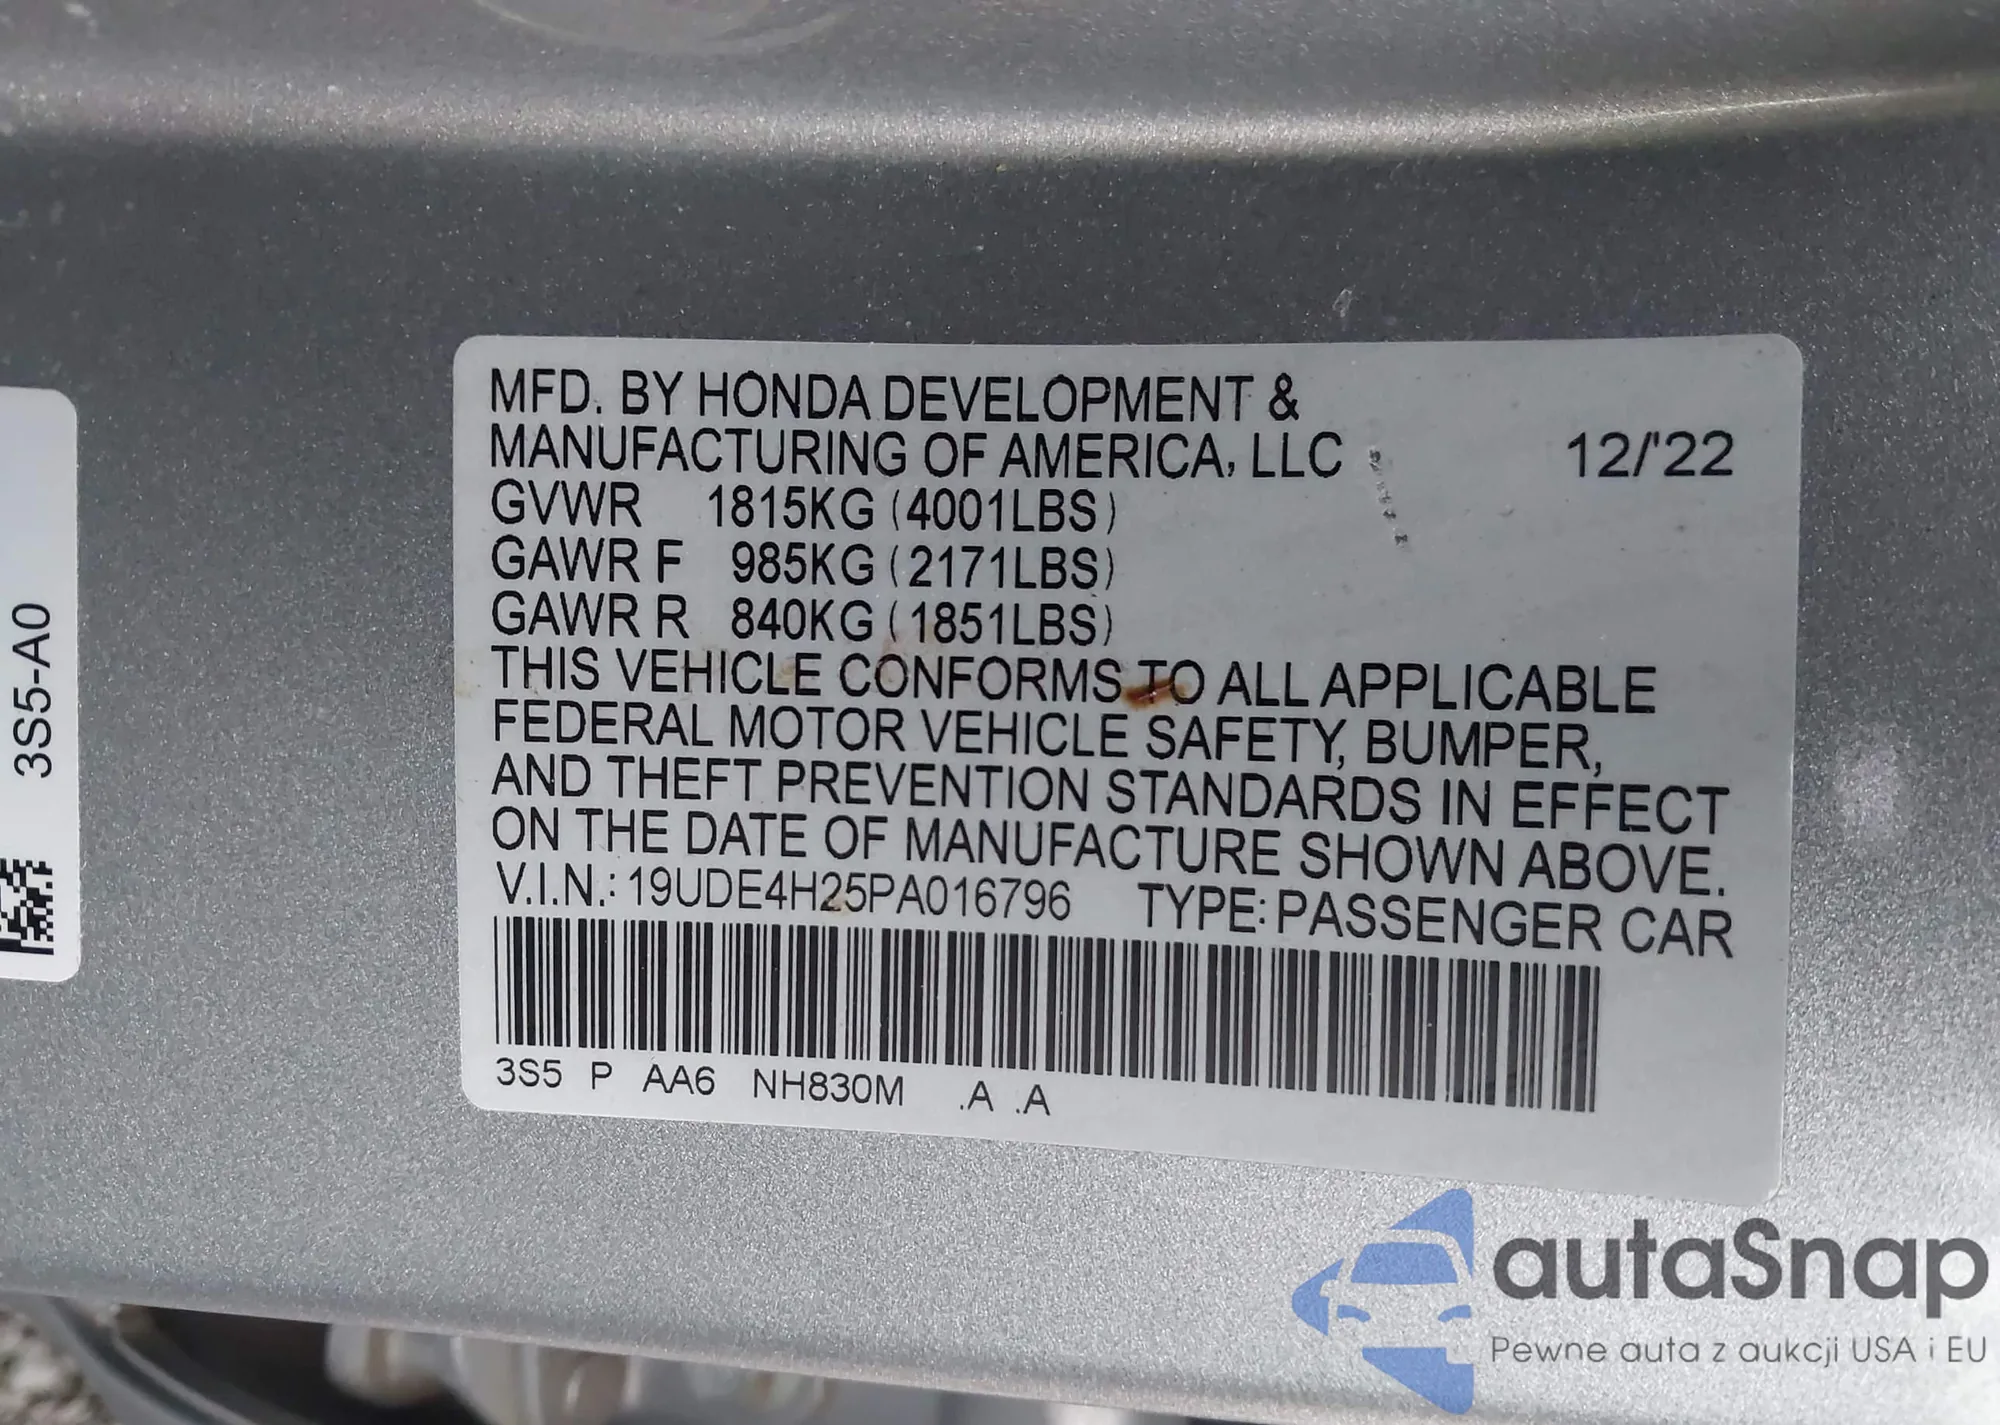 MFD. BY HONDA DEVELOPMENT &
MANUFACTURING OF AMERICA, LLC 12/'22
GVWR 1815KG (4001LBS)
GAWR F 985KG (2171LBS)
GAWR R 840KG (1851LBS)
THIS VEHICLE CONFORMS TO ALL APPLICABLE
FEDERAL MOTOR VEHICLE SAFETY, BUMPER,
AND THEFT PREVENTION STANDARDS IN EFFECT
ON THE DATE OF MANUFACTURE SHOWN ABOVE.
V.I.N.: 19UDE4H25PA016796 TYPE: PASSENGER CAR
3S5 P AA6 NH830M .A .A
3S5-A0
autaSnap
Pewne auta z aukcji USA i EU